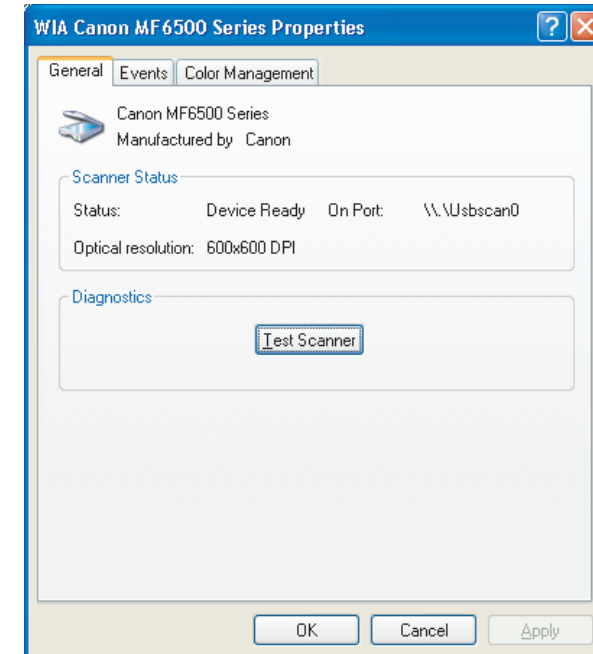 WIA Canon MF6500 Series Properties
General Events Color Management
Canon MF6500 Series
Manufactured by Canon
Scanner Status
Status: Device Ready On Port: \\.\Usbscan0
Optical resolution: 600x600 DPI
Diagnostics
Test Scanner
OK Cancel Apply